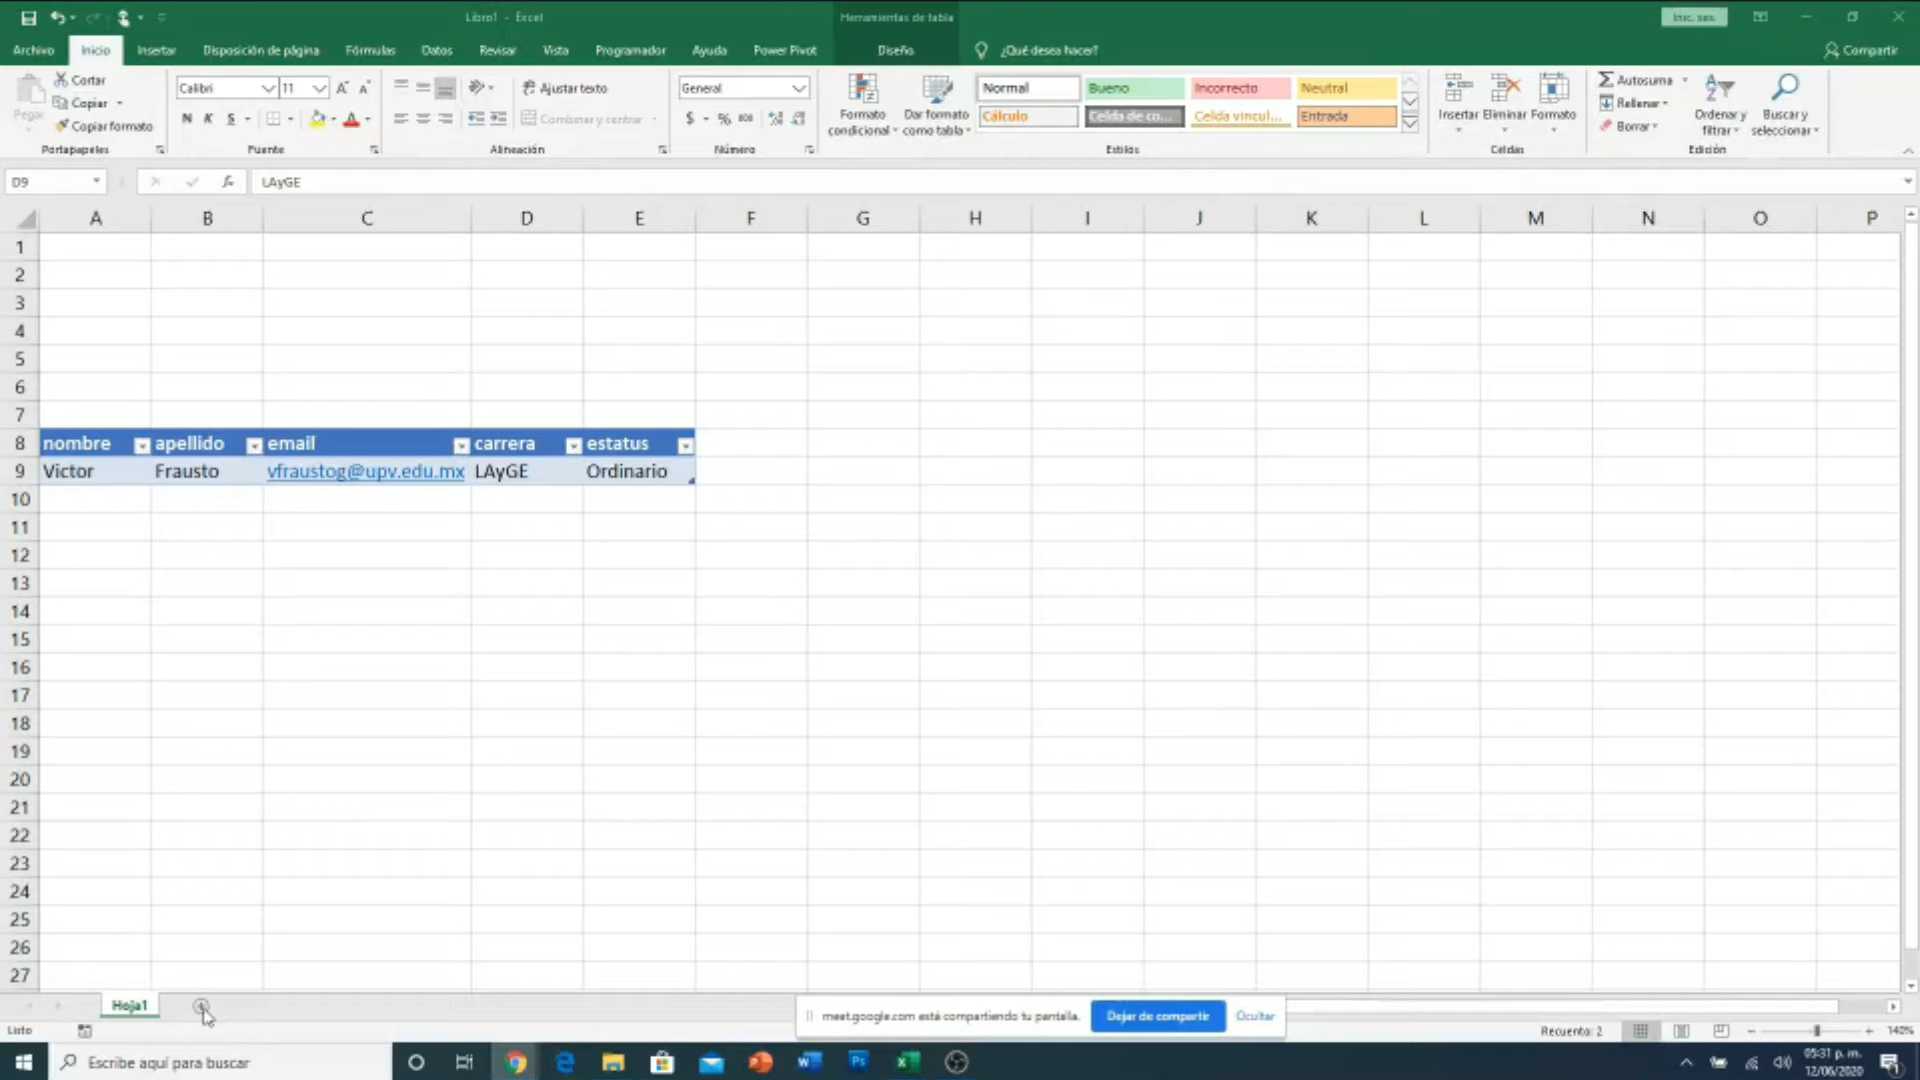 Libro1 - Excel
Herramientas de tabla
Inic. ses.
Archivo Inicio Insertar Disposición de página Fórmulas Datos Revisar Vista Programador Ayuda Power Pivot Diseño ¿Qué desea hacer? Compartir
Pegar
Cortar
Copiar
Copiar formato
Portapapeles
Calibri 11
N K S
Fuente
Ajustar texto
Combinar y centrar
Alineación
General
$ % 000
Número
Formato condicional
Dar formato como tabla
Normal Bueno Incorrecto Neutral
Cálculo Celda de co... Celda vincul... Entrada
Estilos
Insertar Eliminar Formato
Celdas
Autosuma
Rellenar
Borrar
Ordenar y filtrar
Buscar y seleccionar
Edición
D9 fx LAyGE
A B C D E F G H I J K L M N O P
1
2
3
4
5
6
7
8 nombre apellido email carrera estatus
9 Victor Frausto vfraustog@upv.edu.mx LAyGE Ordinario
10
11
12
13
14
15
16
17
18
19
20
21
22
23
24
25
26
27
Hoja1
meet.google.com está compartiendo tu pantalla. Dejar de compartir Ocultar
Listo
Recuento: 2
140%
Escribe aquí para buscar
05:31 p. m.
12/06/2020